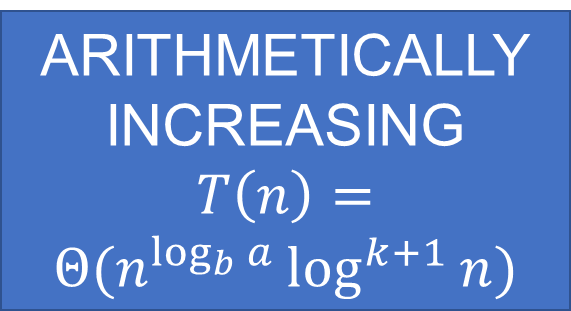 ARITHMETICALLY
INCREASING
T(n) =
Θ(n^{log_b a} log^{k+1} n)